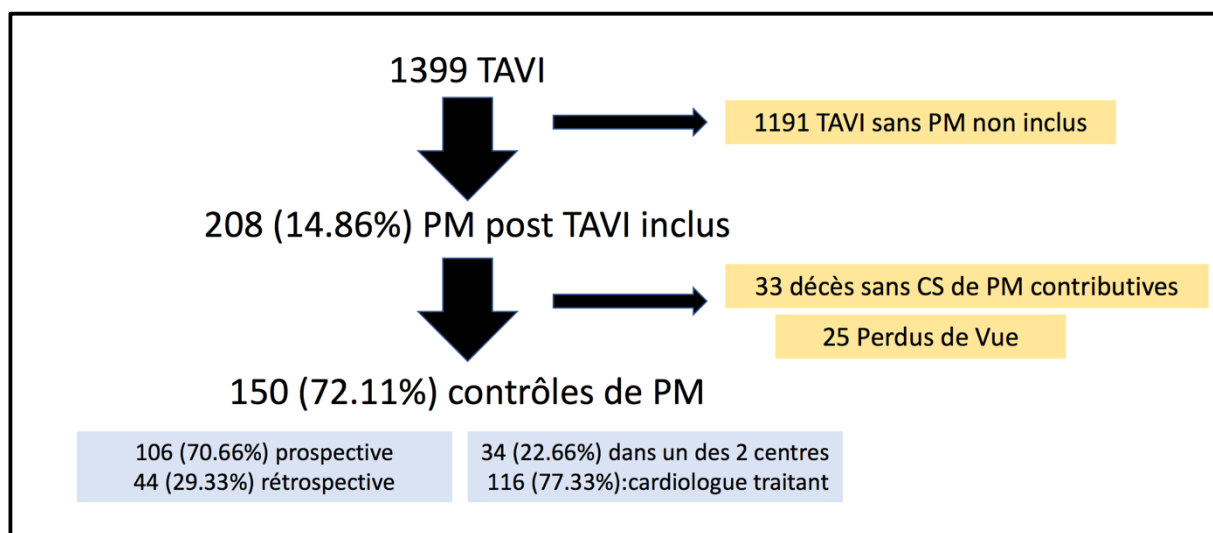 1399 TAVI
1191 TAVI sans PM non inclus
208 (14.86%) PM post TAVI inclus
33 décès sans CS de PM contributives
25 Perdus de Vue
150 (72.11%) contrôles de PM
106 (70.66%) prospective
44 (29.33%) rétrospective
34 (22.66%) dans un des 2 centres
116 (77.33%):cardiologue traitant